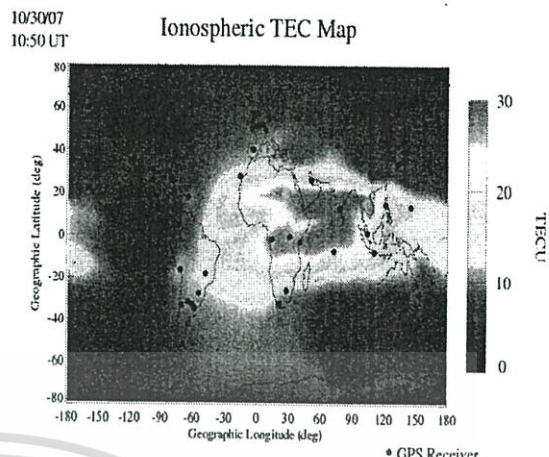 10/30/07
10:50 UT
Ionospheric TEC Map
80
60
40
20
0
-20
-40
-60
-80
Geographic Latitude (deg)
-180 -150 -120 -90 -60 -30 0 30 60 90 120 150 180
Geographic Longitude (deg)
30
20
10
0
TECU
GPS Receiver